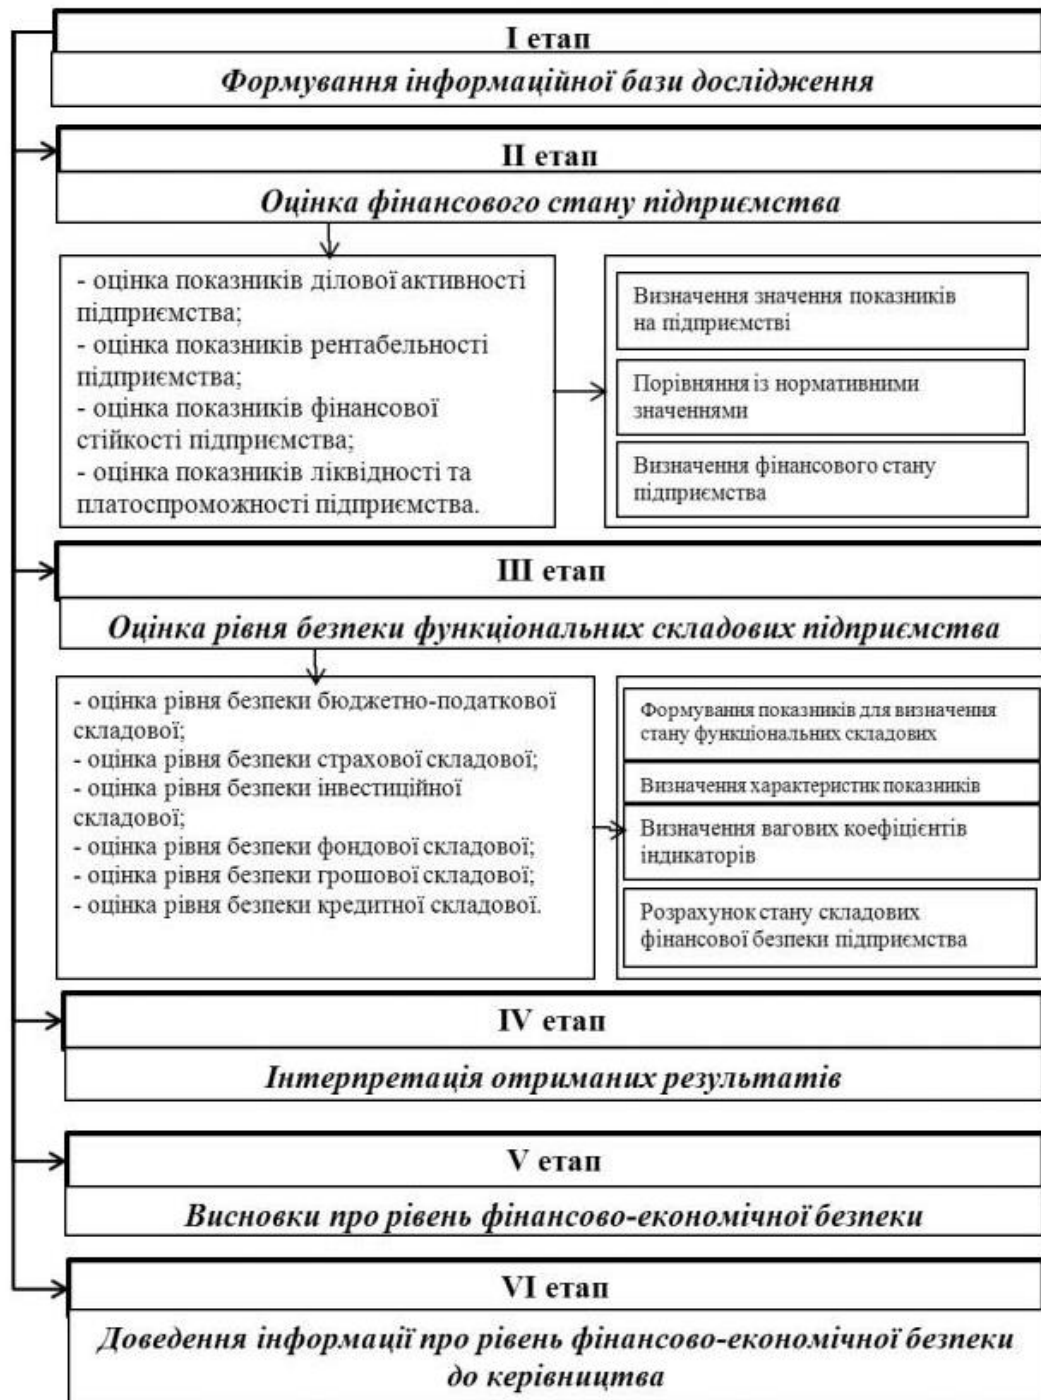 І етап
Формування інформаційної бази дослідження
ІІ етап
Оцінка фінансового стану підприємства
- оцінка показників ділової активності
підприємства;
- оцінка показників рентабельності
підприємства;
- оцінка показників фінансової
стійкості підприємства;
- оцінка показників ліквідності та
платоспроможності підприємства.
Визначення значення показників
на підприємстві
Порівняння із нормативними
значеннями
Визначення фінансового стану
підприємства
ІІІ етап
Оцінка рівня безпеки функціональних складових підприємства
- оцінка рівня безпеки бюджетно-податкової
складової;
- оцінка рівня безпеки страхової складової;
- оцінка рівня безпеки інвестиційної
складової;
- оцінка рівня безпеки фондової складової;
- оцінка рівня безпеки грошової складової;
- оцінка рівня безпеки кредитної складової.
Формування показників для визначення
стану функціональних складових
Визначення характеристик показників
Визначення вагових коефіцієнтів
індикаторів
Розрахунок стану складових
фінансової безпеки підприємства
IV етап
Інтерпретація отриманих результатів
V етап
Висновки про рівень фінансово-економічної безпеки
VI етап
Доведення інформації про рівень фінансово-економічної безпеки
до керівництва